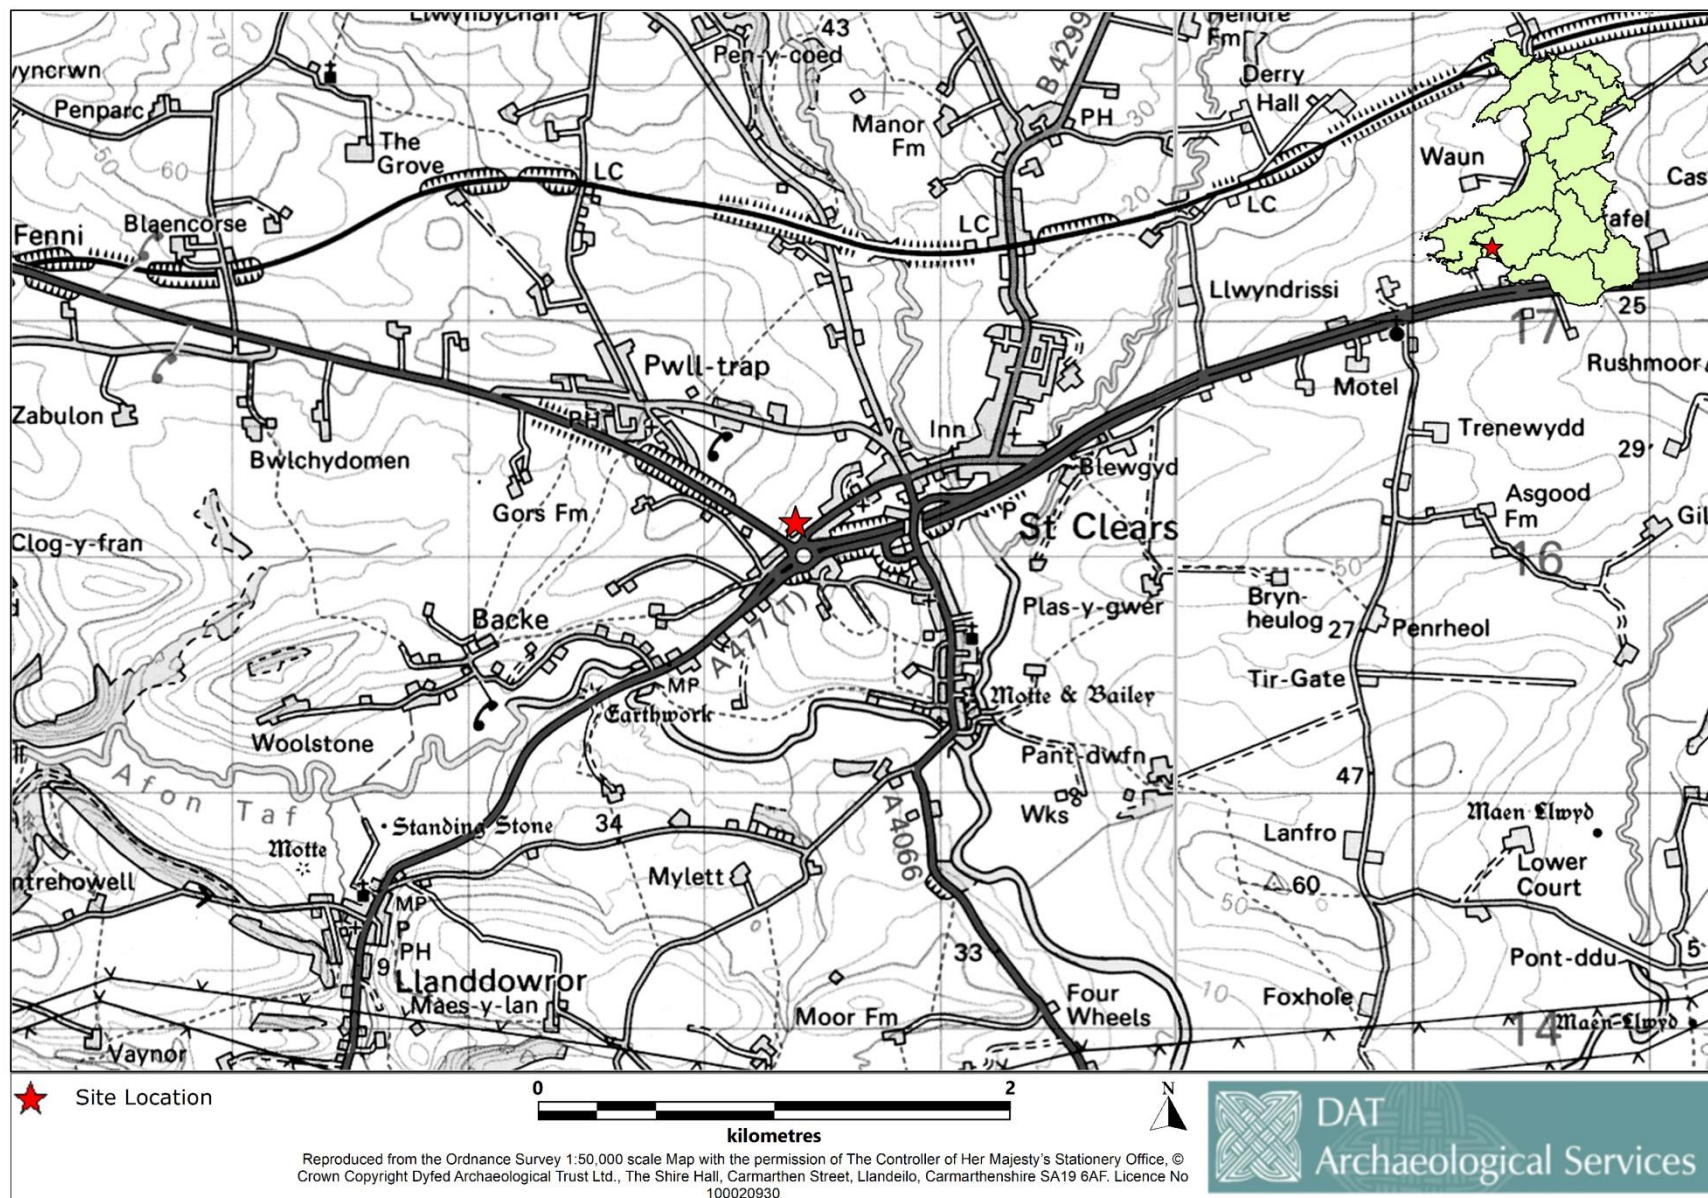 Llwynbychan
43
Pen-y-coed
B 4299
Hendre
Fm
yncrwn
Penparc
The
Grove
50
60
70
Manor
Fm
PH
30
Derry
Hall
Waun
Cas
LC
20
LC
LC
afel
Fenni
Blaencorse
Llwyndrissi
25
17
Pwll-trap
Motel
Rushmoor
Zabulon
PH
Inn
Trenewydd
29
Bwlchydomen
Blewgyd
Gors Fm
P
St Clears
Asgood
Fm
Gil
Clog-y-fran
d
50
16
Backe
Plas-y-gwer
Bryn-
heulog
27
Penrheol
A 477(T)
MP
Earthwork
Motte & Bailey
Tir-Gate
Woolstone
Pant-dwfn
47
Afon Taf
Wks
Standing Stone
34
A 4066
Maen Llwyd
Motte
Lanfro
Lower
Court
ntrehowell
Mylett
60
MP
P
PH
50
33
9
Pont-ddu
5
Llanddowror
Maes-y-lan
10
Foxhole
Moor Fm
Four
Wheels
14
Maen Llwyd
Vaynor
Site Location
0 2
kilometres
N
Reproduced from the Ordnance Survey 1:50,000 scale Map with the permission of The Controller of Her Majesty's Stationery Office, ©
Crown Copyright Dyfed Archaeological Trust Ltd., The Shire Hall, Carmarthen Street, Llandeilo, Carmarthenshire SA19 6AF. Licence No
100020930
DAT
Archaeological Services